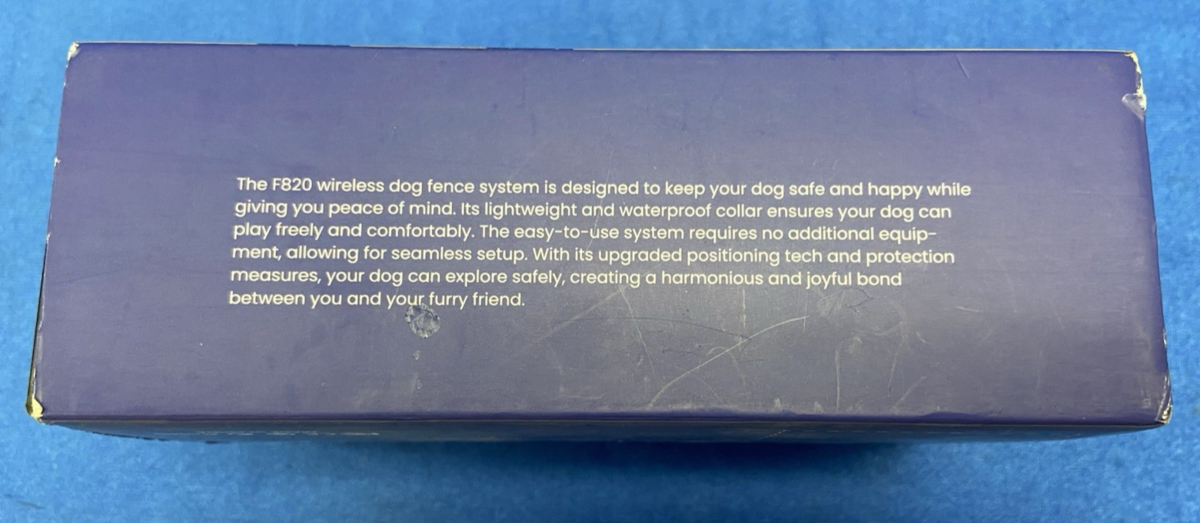 The F820 wireless dog fence system is designed to keep your dog safe and happy while
giving you peace of mind. Its lightweight and waterproof collar ensures your dog can
play freely and comfortably. The easy-to-use system requires no additional equip-
ment, allowing for seamless setup. With its upgraded positioning tech and protection
measures, your dog can explore safely, creating a harmonious and joyful bond
between you and your furry friend.